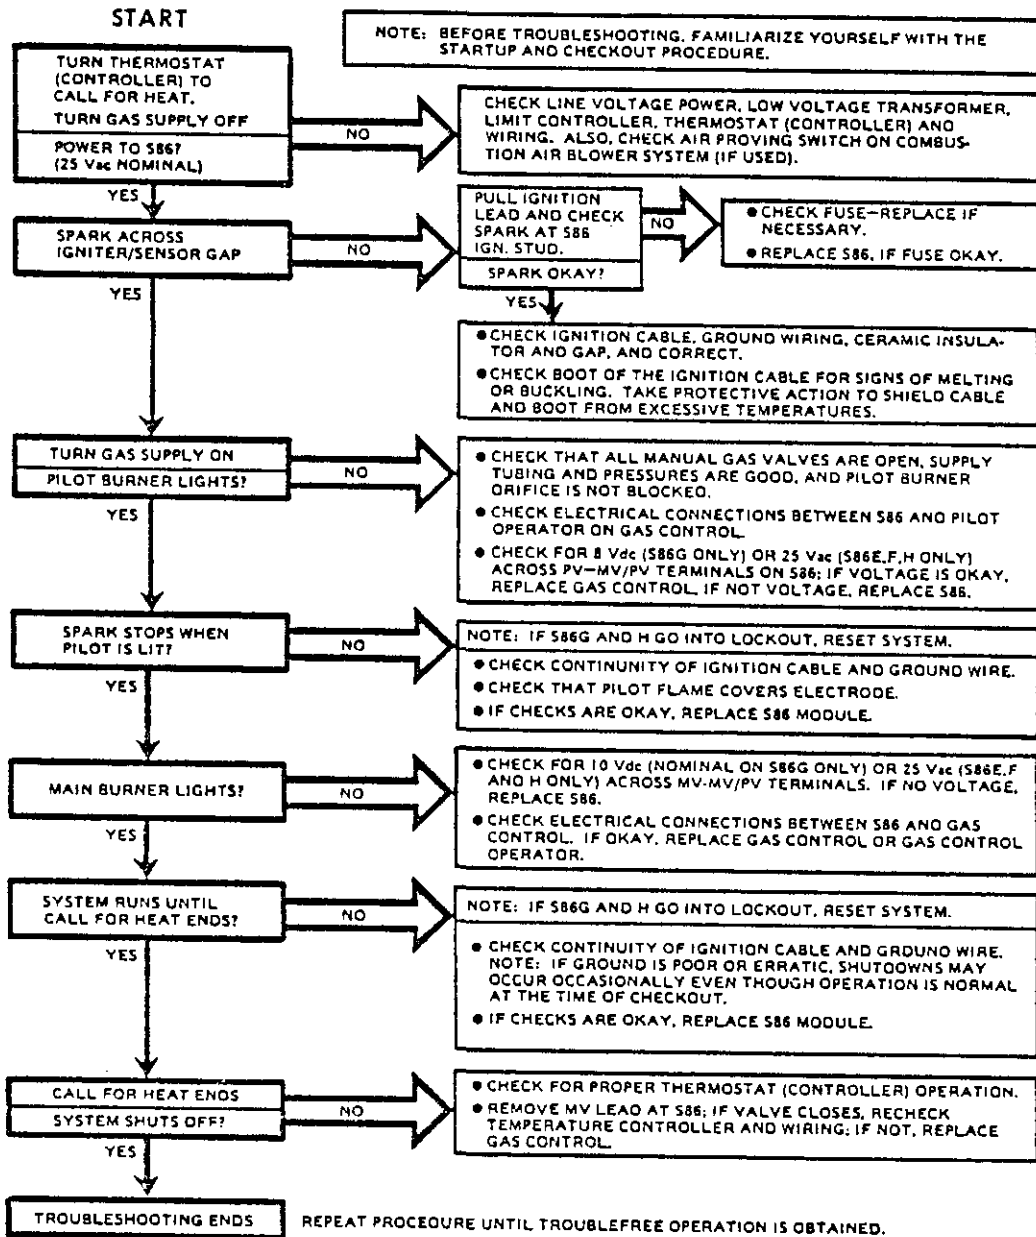 START
NOTE: BEFORE TROUBLESHOOTING, FAMILIARIZE YOURSELF WITH THE
STARTUP AND CHECKOUT PROCEDURE.
TURN THERMOSTAT
(CONTROLLER) TO
CALL FOR HEAT.
TURN GAS SUPPLY OFF
POWER TO S86?
(25 Vac NOMINAL)
NO
CHECK LINE VOLTAGE POWER, LOW VOLTAGE TRANSFORMER,
LIMIT CONTROLLER, THERMOSTAT (CONTROLLER) AND
WIRING. ALSO, CHECK AIR PROVING SWITCH ON COMBUS-
TION AIR BLOWER SYSTEM (IF USED).
YES
SPARK ACROSS
IGNITER/SENSOR GAP
NO
PULL IGNITION
LEAD AND CHECK
SPARK AT S86
IGN. STUD.
SPARK OKAY?
NO
● CHECK FUSE—REPLACE IF
NECESSARY.
● REPLACE S86, IF FUSE OKAY.
YES
YES
● CHECK IGNITION CABLE, GROUND WIRING, CERAMIC INSULA-
TOR AND GAP, AND CORRECT.
● CHECK BOOT OF THE IGNITION CABLE FOR SIGNS OF MELTING
OR BUCKLING. TAKE PROTECTIVE ACTION TO SHIELD CABLE
AND BOOT FROM EXCESSIVE TEMPERATURES.
TURN GAS SUPPLY ON
PILOT BURNER LIGHTS?
NO
● CHECK THAT ALL MANUAL GAS VALVES ARE OPEN, SUPPLY
TUBING AND PRESSURES ARE GOOD, AND PILOT BURNER
ORIFICE IS NOT BLOCKED.
● CHECK ELECTRICAL CONNECTIONS BETWEEN S86 AND PILOT
OPERATOR ON GAS CONTROL.
● CHECK FOR 8 Vdc (S86G ONLY) OR 25 Vac (S86E,F,H ONLY)
ACROSS PV—MV/PV TERMINALS ON S86; IF VOLTAGE IS OKAY,
REPLACE GAS CONTROL, IF NOT VOLTAGE, REPLACE S86.
YES
SPARK STOPS WHEN
PILOT IS LIT?
NO
NOTE: IF S86G AND H GO INTO LOCKOUT, RESET SYSTEM.
● CHECK CONTINUITY OF IGNITION CABLE AND GROUND WIRE.
● CHECK THAT PILOT FLAME COVERS ELECTRODE.
● IF CHECKS ARE OKAY, REPLACE S86 MODULE.
YES
MAIN BURNER LIGHTS?
NO
● CHECK FOR 10 Vdc (NOMINAL ON S86G ONLY) OR 25 Vac (S86E,F
AND H ONLY) ACROSS MV-MV/PV TERMINALS. IF NO VOLTAGE,
REPLACE S86.
● CHECK ELECTRICAL CONNECTIONS BETWEEN S86 AND GAS
CONTROL. IF OKAY, REPLACE GAS CONTROL OR GAS CONTROL
OPERATOR.
YES
SYSTEM RUNS UNTIL
CALL FOR HEAT ENDS?
NO
NOTE: IF S86G AND H GO INTO LOCKOUT, RESET SYSTEM.
● CHECK CONTINUITY OF IGNITION CABLE AND GROUND WIRE.
NOTE: IF GROUND IS POOR OR ERRATIC, SHUTDOWNS MAY
OCCUR OCCASIONALLY EVEN THOUGH OPERATION IS NORMAL
AT THE TIME OF CHECKOUT.
● IF CHECKS ARE OKAY, REPLACE S86 MODULE.
YES
CALL FOR HEAT ENDS
SYSTEM SHUTS OFF?
NO
● CHECK FOR PROPER THERMOSTAT (CONTROLLER) OPERATION.
● REMOVE MV LEAD AT S86; IF VALVE CLOSES, RECHECK
TEMPERATURE CONTROLLER AND WIRING; IF NOT, REPLACE
GAS CONTROL.
YES
TROUBLESHOOTING ENDS
REPEAT PROCEDURE UNTIL TROUBLEFREE OPERATION IS OBTAINED.